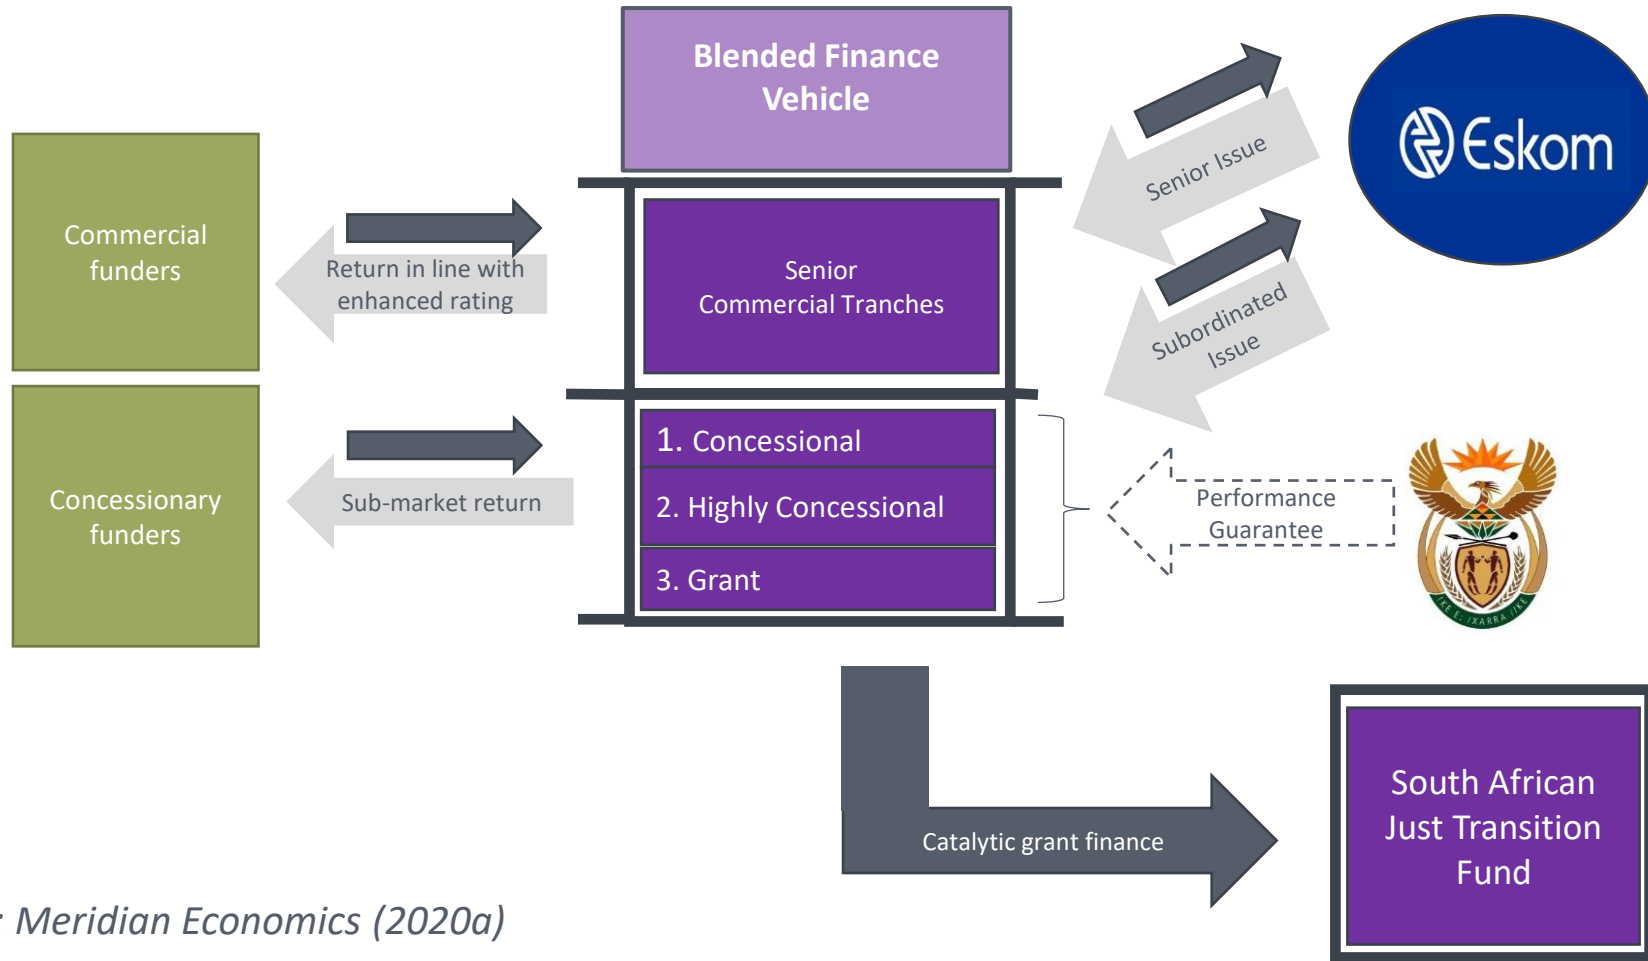 Blended Finance
Vehicle
Eskom
Senior Issue
Commercial
funders
Return in line with
enhanced rating
Senior
Commercial Tranches
Subordinated
Issue
Concessionary
funders
Sub-market return
1. Concessional
2. Highly Concessional
3. Grant
Performance
Guarantee
Catalytic grant finance
South African
Just Transition
Fund
: Meridian Economics (2020a)